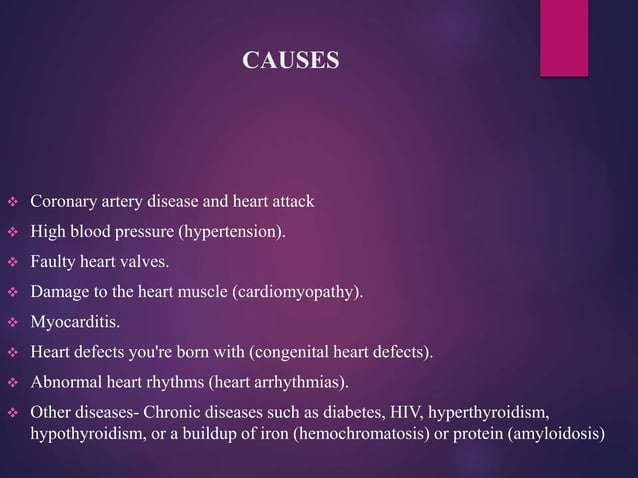 CAUSES
Coronary artery disease and heart attack
High blood pressure (hypertension).
Faulty heart valves.
Damage to the heart muscle (cardiomyopathy).
Myocarditis.
Heart defects you're born with (congenital heart defects).
Abnormal heart rhythms (heart arrhythmias).
Other diseases- Chronic diseases such as diabetes, HIV, hyperthyroidism,
hypothyroidism, or a buildup of iron (hemochromatosis) or protein (amyloidosis)